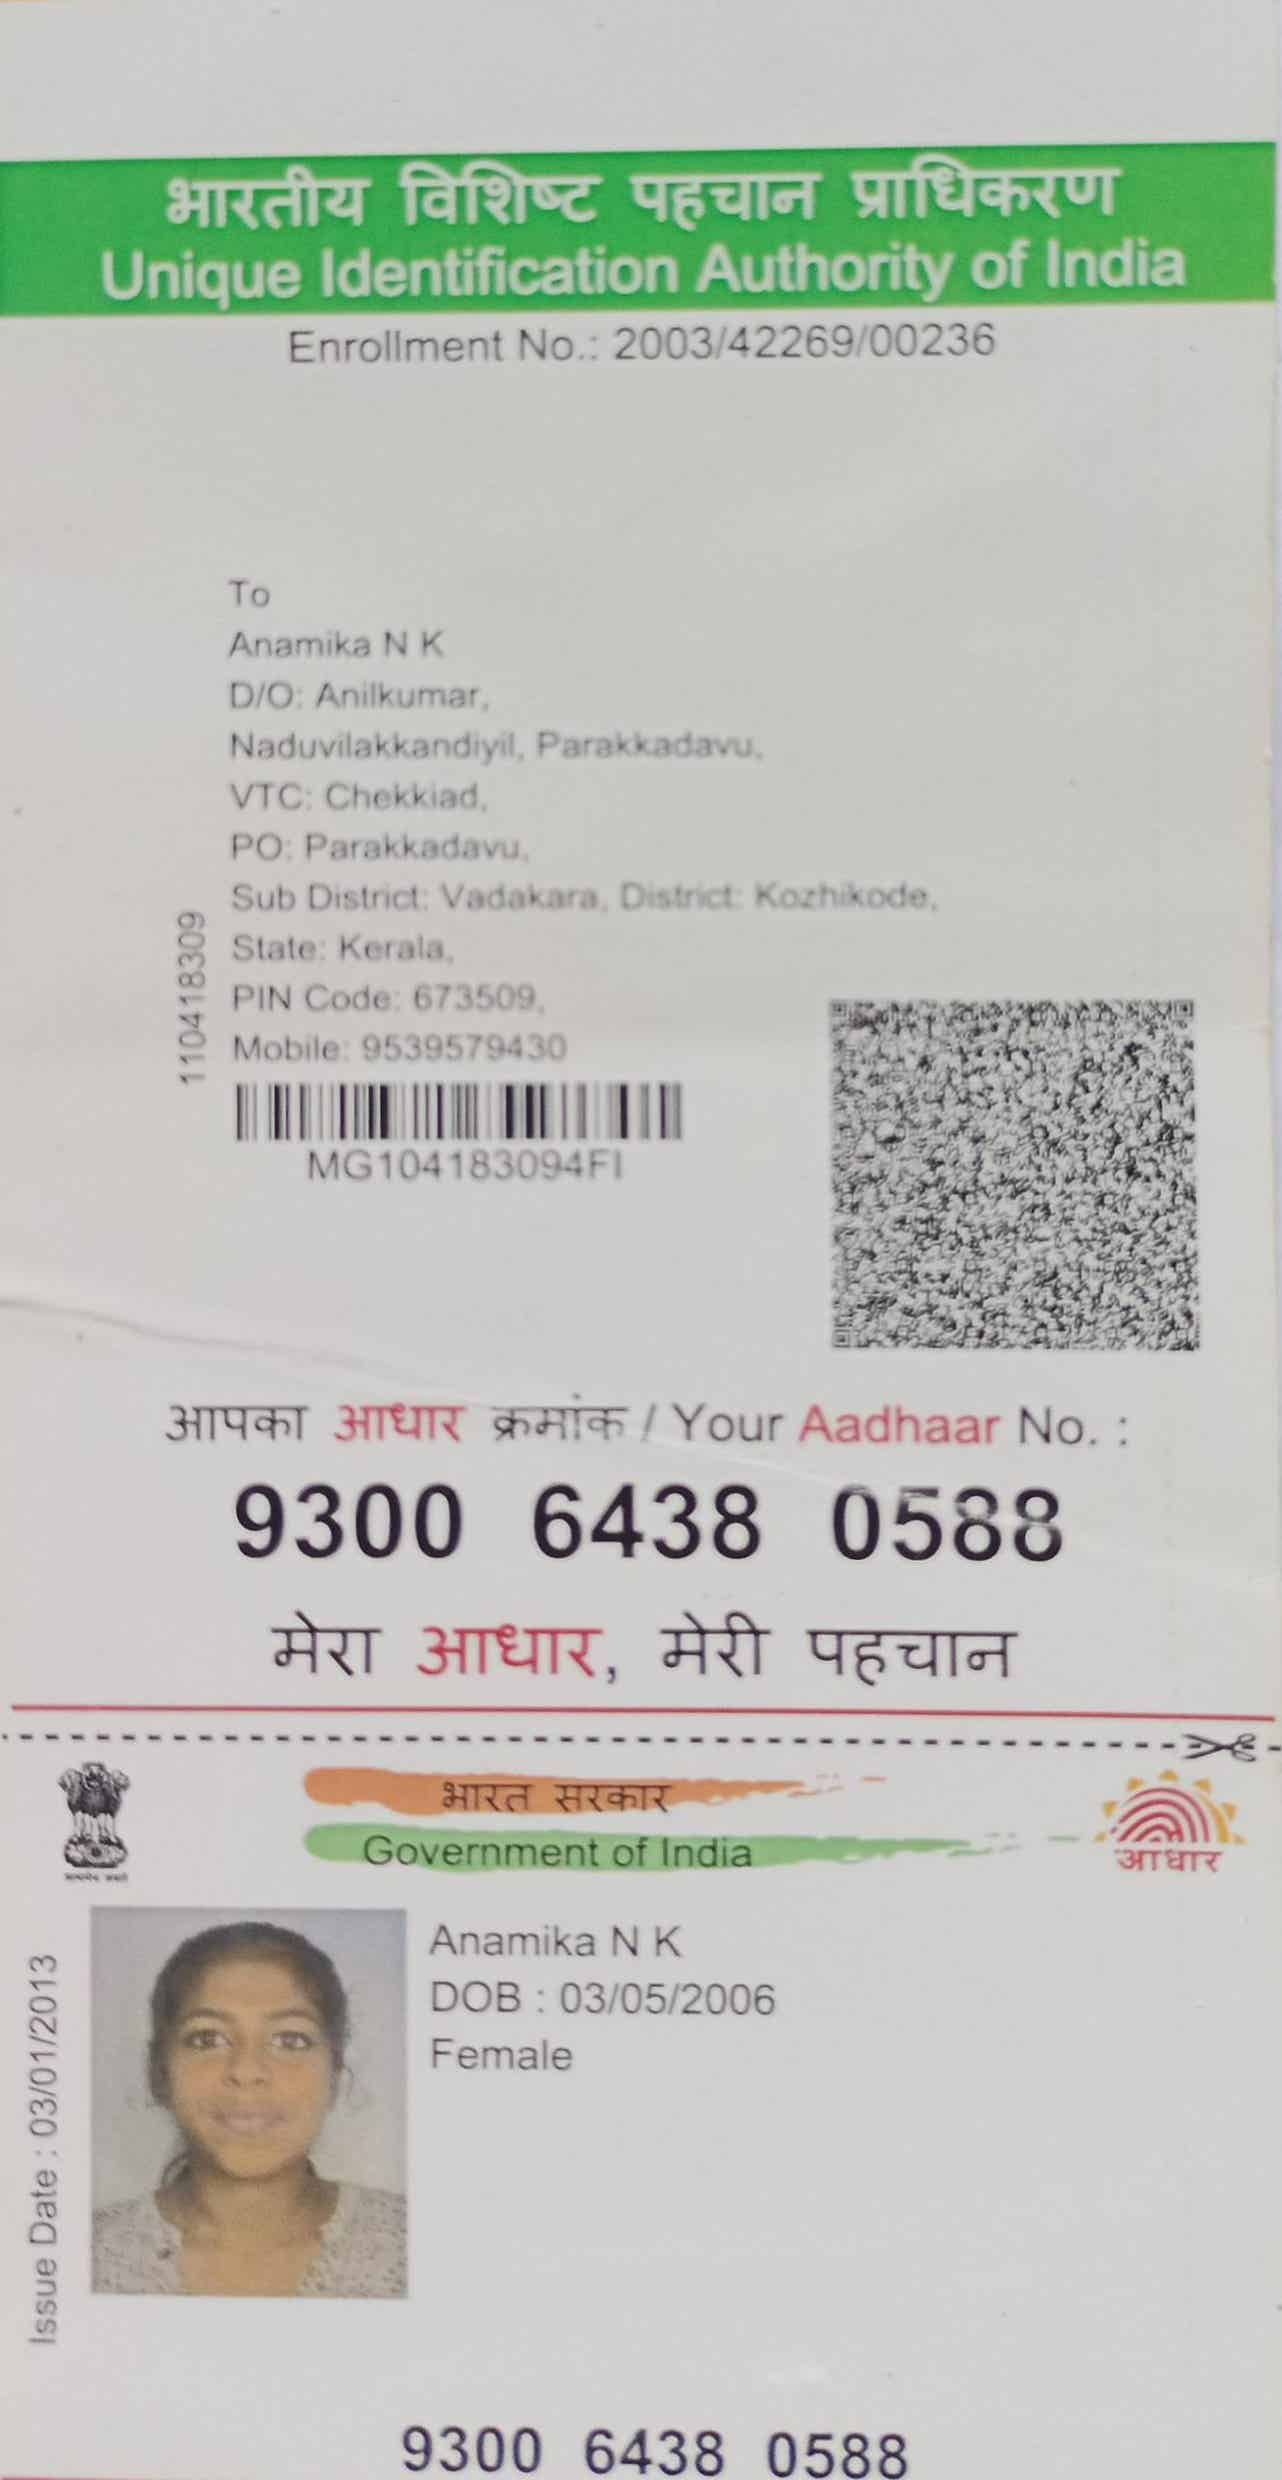 भारतीय विशिष्ट पहचान प्राधिकरण
Unique Identification Authority of India
Enrollment No.: 2003/42269/00236
To
Anamika N K
D/O: Anilkumar,
Naduvilakkandiyil, Parakkadavu,
VTC: Chekkiad,
PO: Parakkadavu,
Sub District: Vadakara, District: Kozhikode,
State: Kerala,
PIN Code: 673509,
Mobile: 9539579430
110418309
MG104183094FI
आपका आधार क्रमांक / Your Aadhaar No. :
9300 6438 0588
मेरा आधार, मेरी पहचान
भारत सरकार
Government of India
आधार
Issue Date : 03/01/2013
Anamika N K
DOB : 03/05/2006
Female
9300 6438 0588